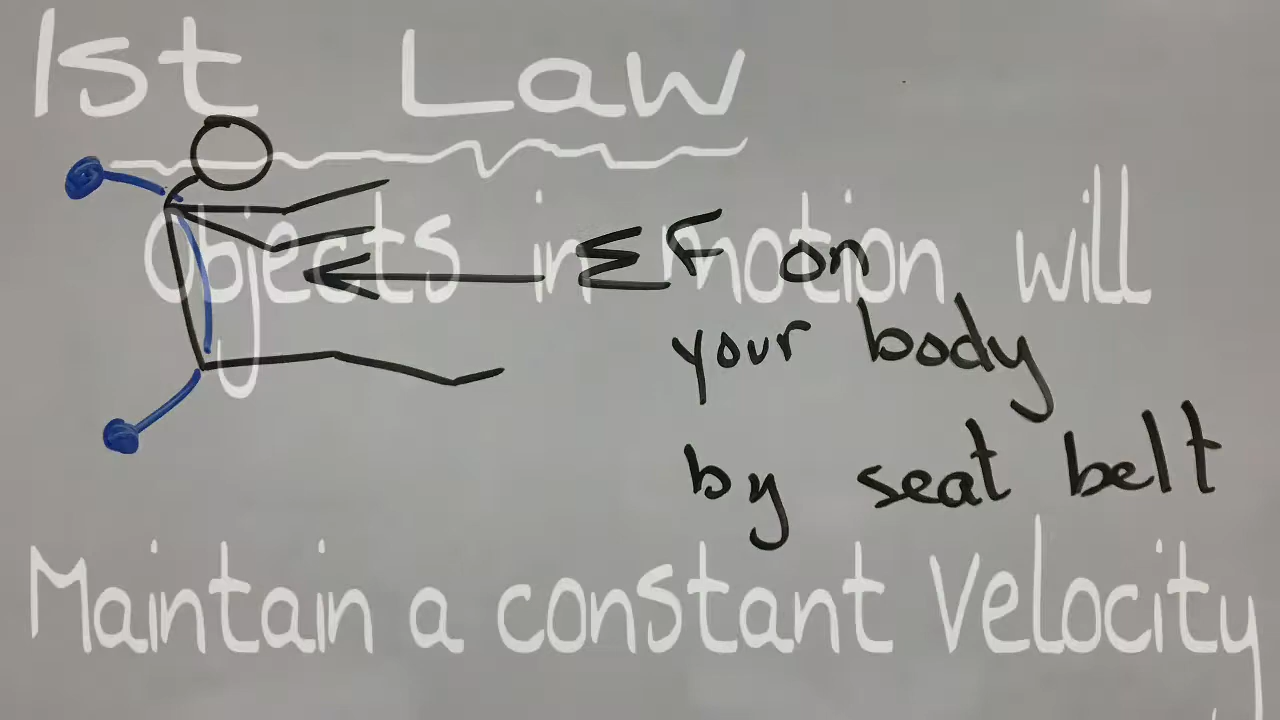 1st Law
Objects in motion will
ΣF on
your body
by seat belt
Maintain a constant Velocity